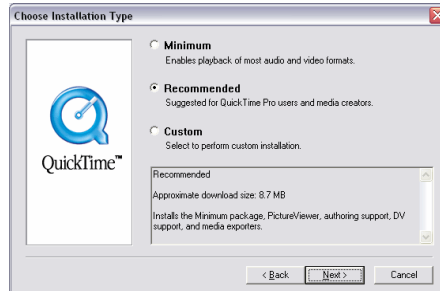 Choose Installation Type
Minimum
Enables playback of most audio and video formats.
Recommended
Suggested for QuickTime Pro users and media creators.
Custom
Select to perform custom installation.
QuickTime™
Recommended
Approximate download size: 8.7 MB
Installs the Minimum package, PictureViewer, authoring support, DV
support, and media exporters.
< Back
Next >
Cancel